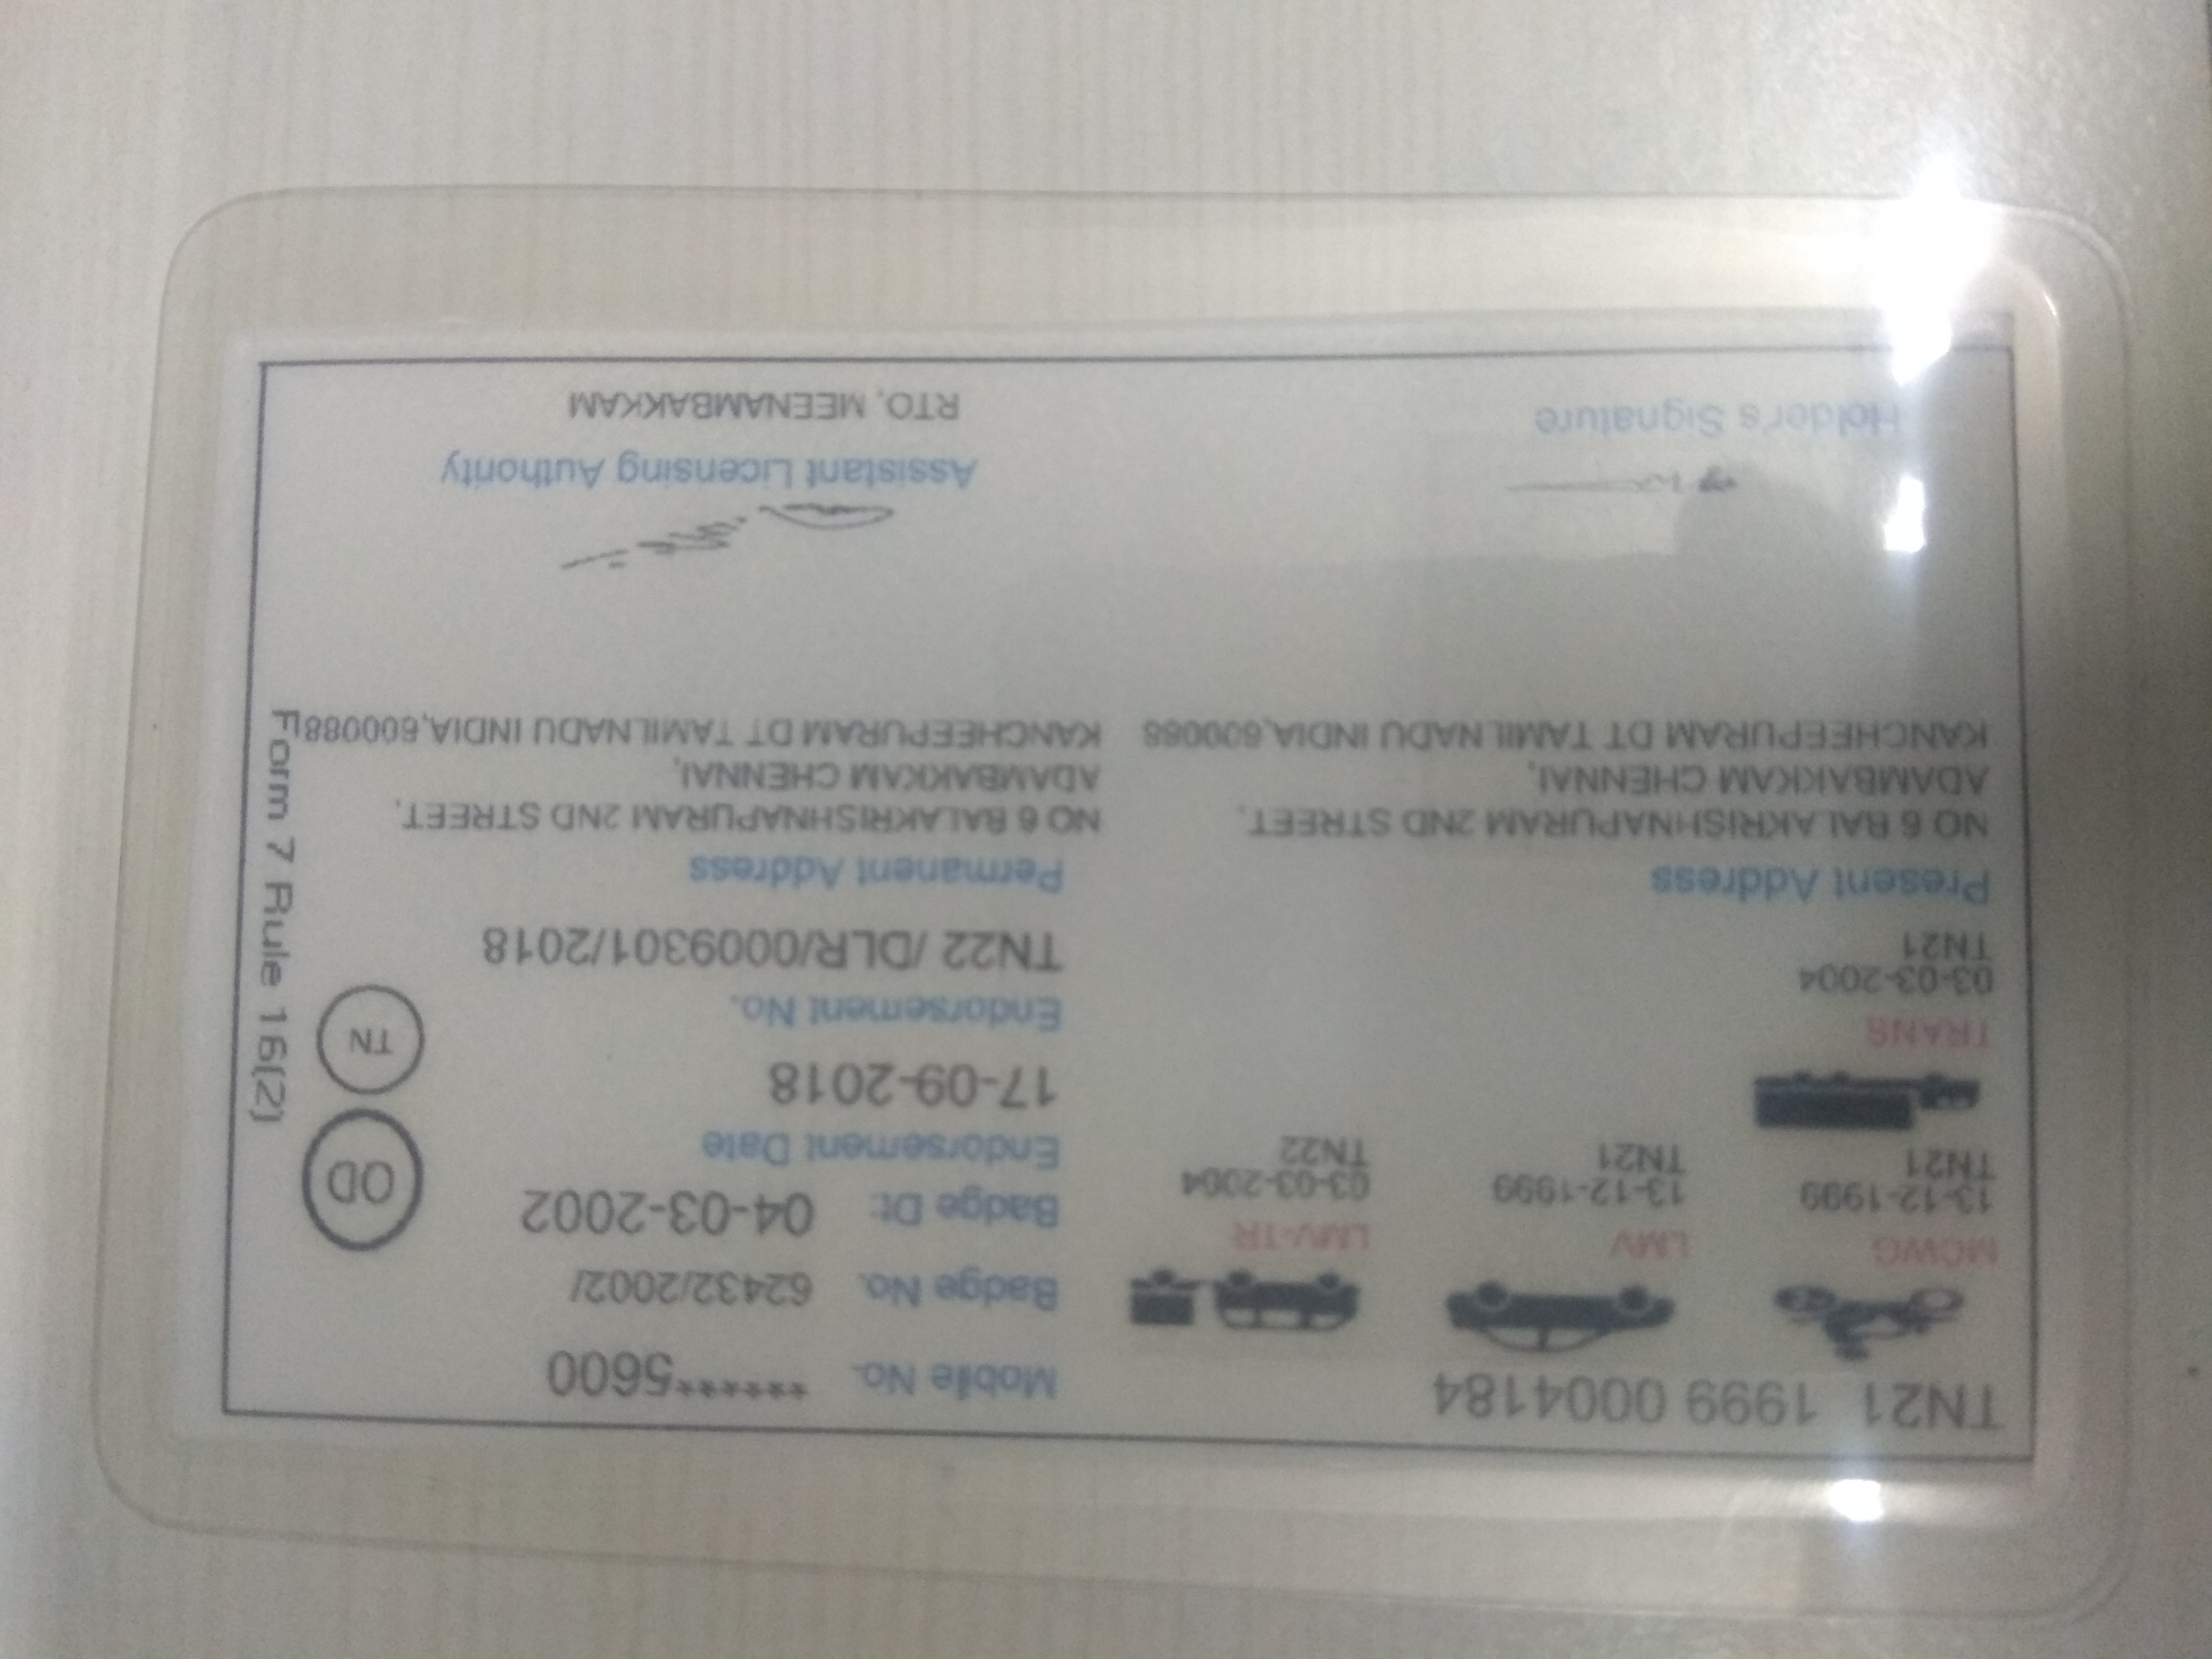 TN21 1999 0004184
MCWG
13-12-1999
TN21
LMV
13-12-1999
TN21
LMV-TR
03-03-2004
TN22
TRANS
03-03-2004
TN21
Present Address
NO 6 BALAKRISHNAPURAM 2ND STREET,
ADAMBAKKAM CHENNAI,
KANCHEEPURAM DT TAMILNADU INDIA,600088
Holder's Signature
Mobile No. ******5600
Badge No. 62432/2002/
Badge Dt: 04-03-2002
Endorsement Date
17-09-2018
Endorsement No.
TN22 /DLR/0009301/2018
Permanent Address
NO 6 BALAKRISHNAPURAM 2ND STREET,
ADAMBAKKAM CHENNAI,
KANCHEEPURAM DT TAMILNADU INDIA,600088
Assistant Licensing Authority
RTO, MEENAMBAKKAM
OD
TN
Form 7 Rule 16(2)